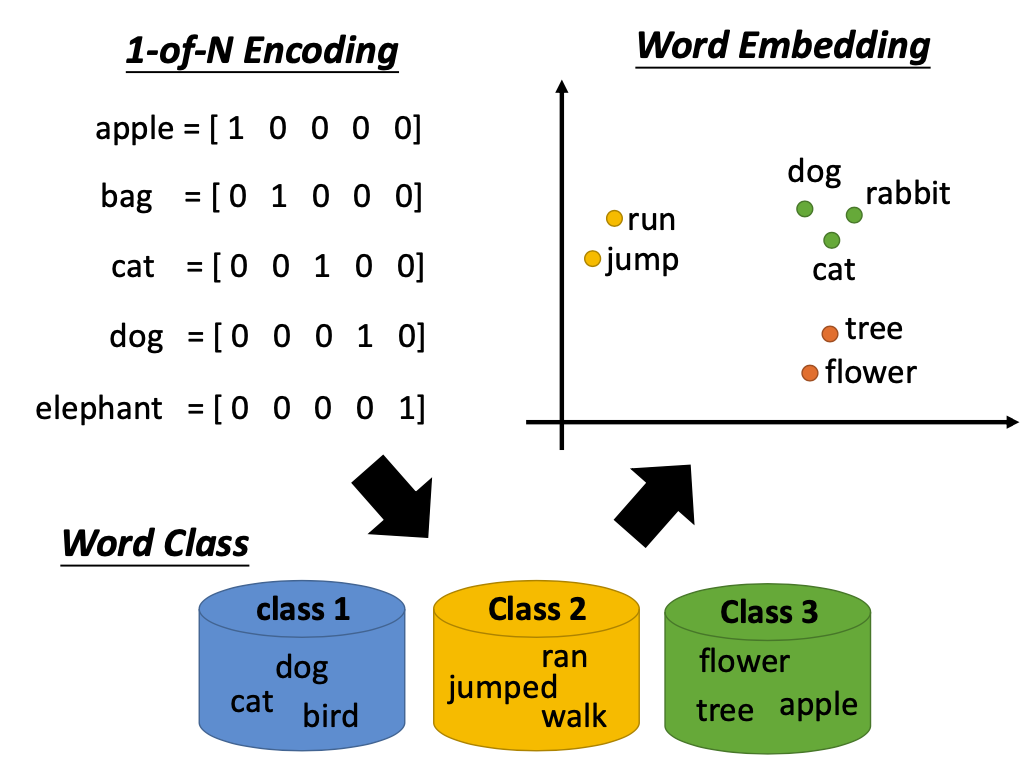 1-of-N Encoding
apple = [ 1 0 0 0 0]
bag = [ 0 1 0 0 0]
cat = [ 0 0 1 0 0]
dog = [ 0 0 0 1 0]
elephant = [ 0 0 0 0 1]
Word Embedding
dog
rabbit
run
jump
cat
tree
flower
Word Class
class 1
dog
cat
bird
Class 2
ran
jumped
walk
Class 3
flower
tree apple